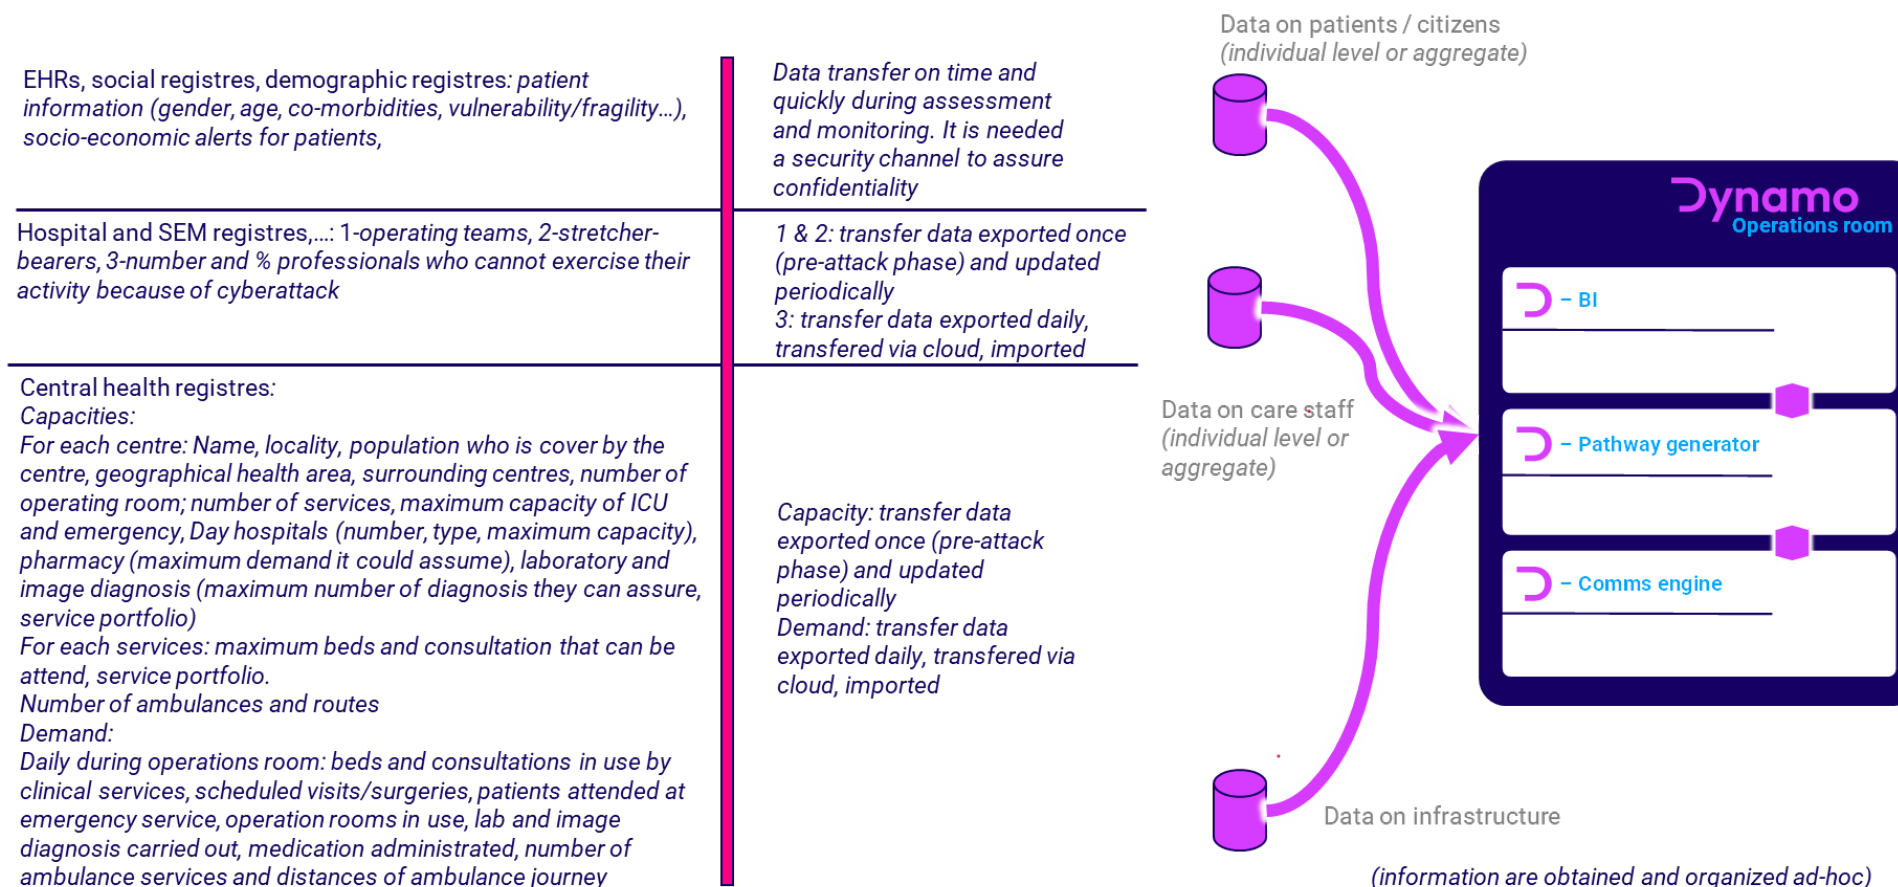 EHRs, social registres, demographic registres: patient
information (gender, age, co-morbidities, vulnerability/fragility...),
socio-economic alerts for patients,
Data transfer on time and
quickly during assessment
and monitoring. It is needed
a security channel to assure
confidentiality
Hospital and SEM registres,...: 1-operating teams, 2-stretcher-
bearers, 3-number and % professionals who cannot exercise their
activity because of cyberattack
1 & 2: transfer data exported once
(pre-attack phase) and updated
periodically
3: transfer data exported daily,
transfered via cloud, imported
Central health registres:
Capacities:
For each centre: Name, locality, population who is cover by the
centre, geographical health area, surrounding centres, number of
operating room; number of services, maximum capacity of ICU
and emergency, Day hospitals (number, type, maximum capacity),
pharmacy (maximum demand it could assume), laboratory and
image diagnosis (maximum number of diagnosis they can assure,
service portfolio)
For each services: maximum beds and consultation that can be
attend, service portfolio.
Number of ambulances and routes
Demand:
Daily during operations room: beds and consultations in use by
clinical services, scheduled visits/surgeries, patients attended at
emergency service, operation rooms in use, lab and image
diagnosis carried out, medication administrated, number of
ambulance services and distances of ambulance journey
Capacity: transfer data
exported once (pre-attack
phase) and updated
periodically
Demand: transfer data
exported daily, transfered via
cloud, imported
Data on patients / citizens
(individual level or aggregate)
Data on care staff
(individual level or
aggregate)
Data on infrastructure
Dynamo
Operations room
D – BI
D – Pathway generator
D – Comms engine
(information are obtained and organized ad-hoc)